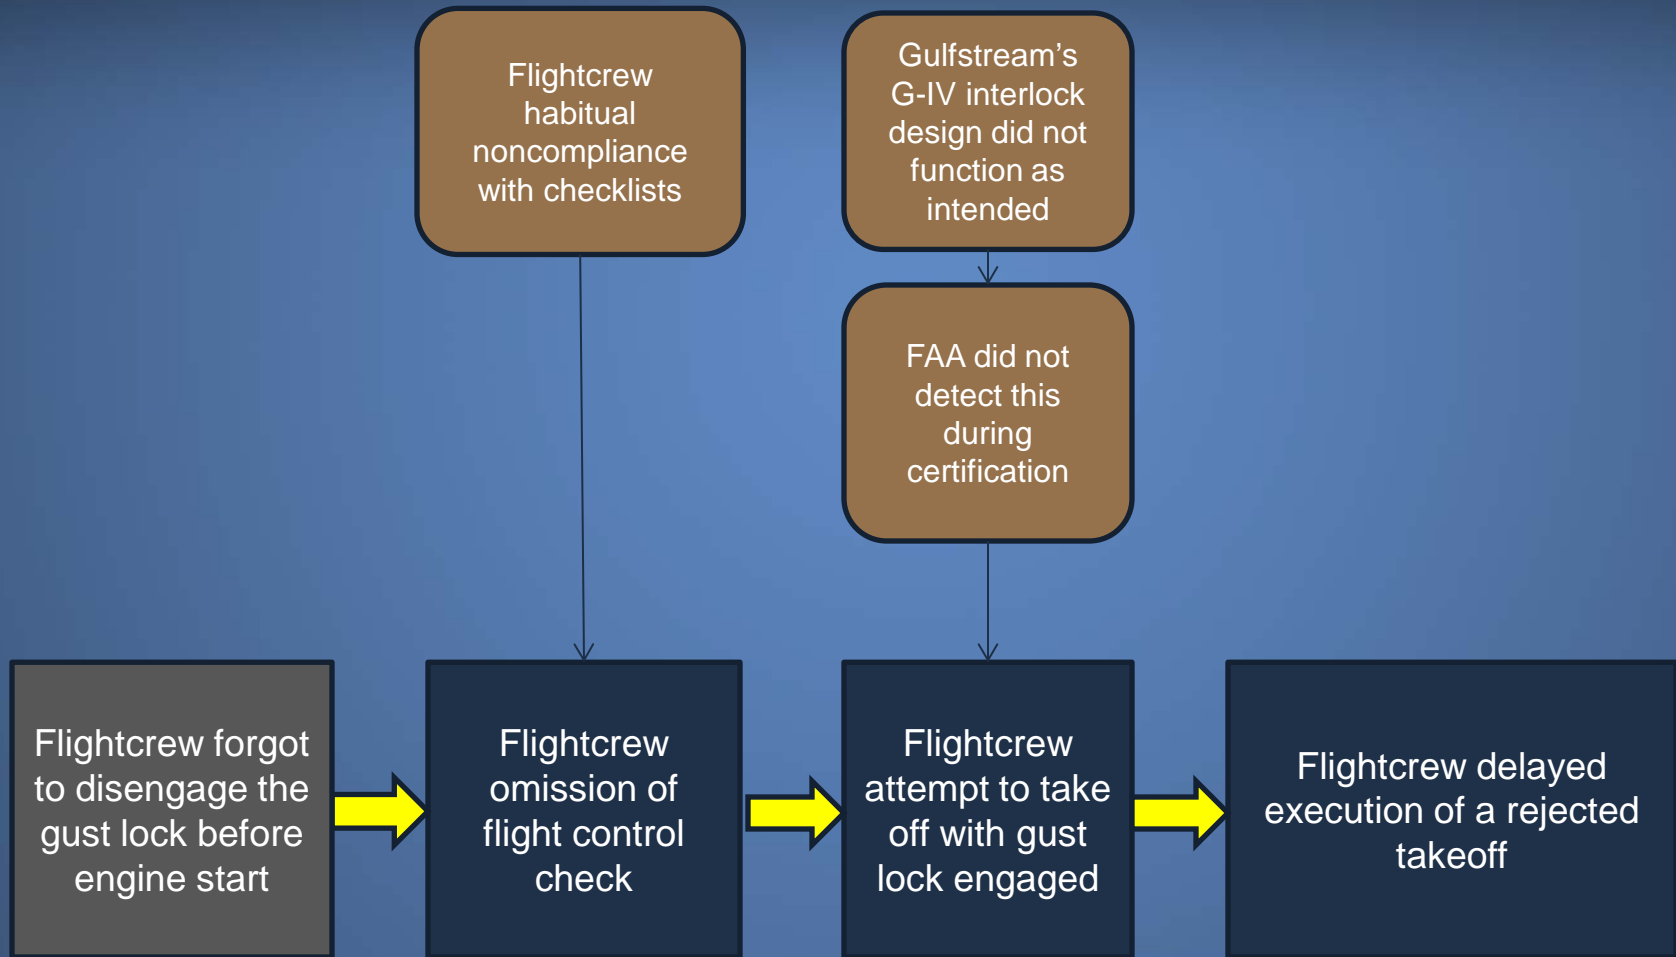 Flightcrew
habitual
noncompliance
with checklists
Gulfstream’s
G-IV interlock
design did not
function as
intended
FAA did not
detect this
during
certification
Flightcrew forgot
to disengage the
gust lock before
engine start
Flightcrew
omission of
flight control
check
Flightcrew
attempt to take
off with gust
lock engaged
Flightcrew delayed
execution of a rejected
takeoff